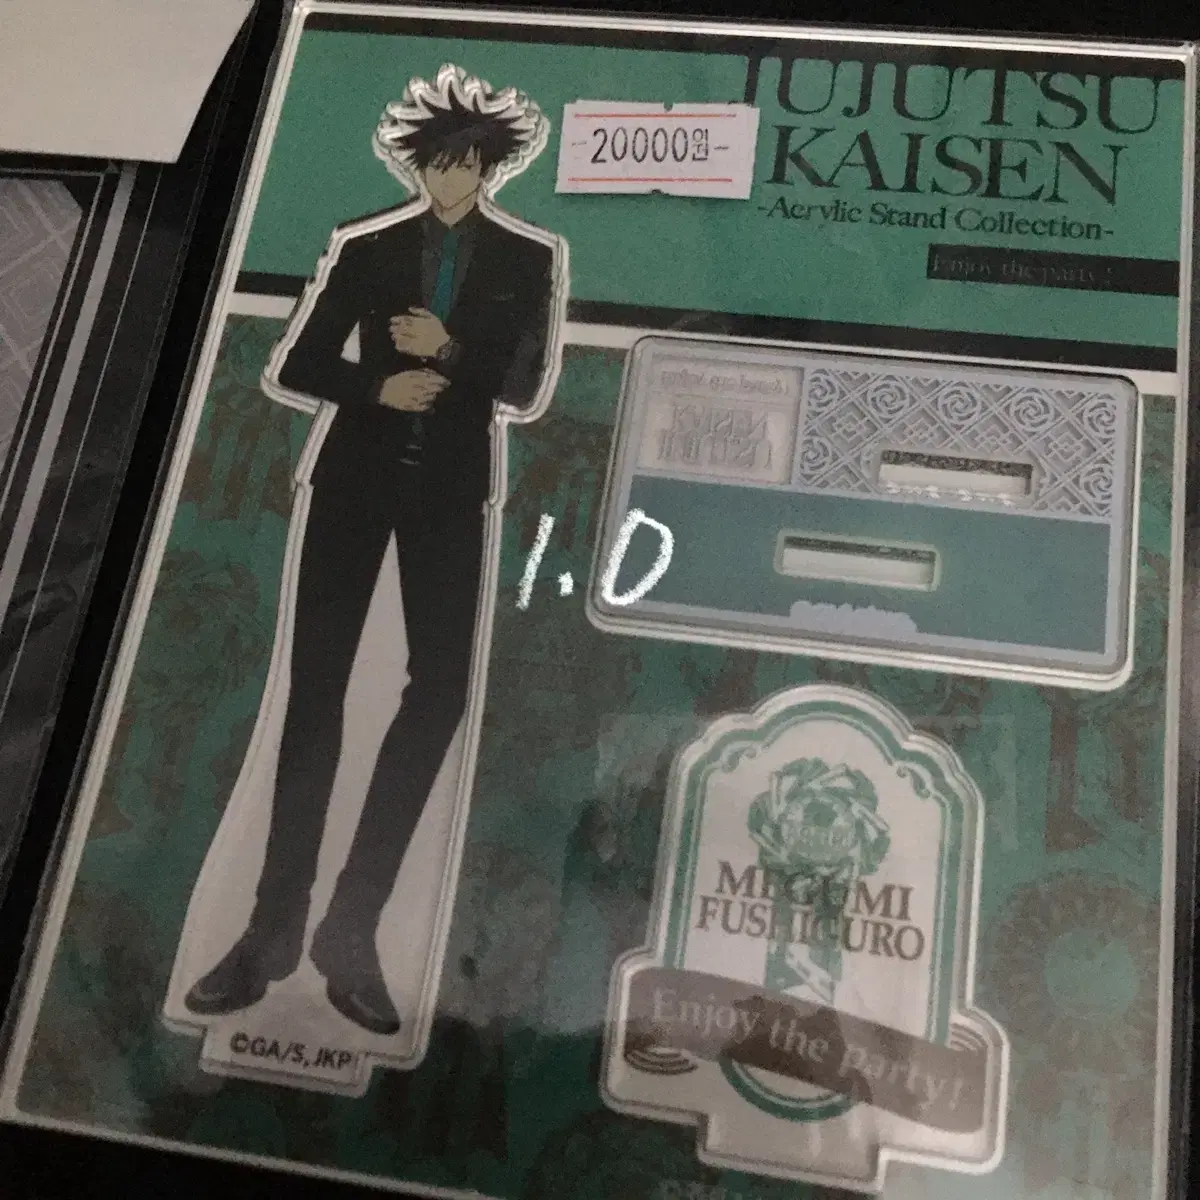 JUJUTSU
-20000원-
KAISEN
-Acrylic Stand Collection-
Enjoy the party!
1.0
MEGUMI
FUSHIGURO
Enjoy the party!
©GA/S,JKP